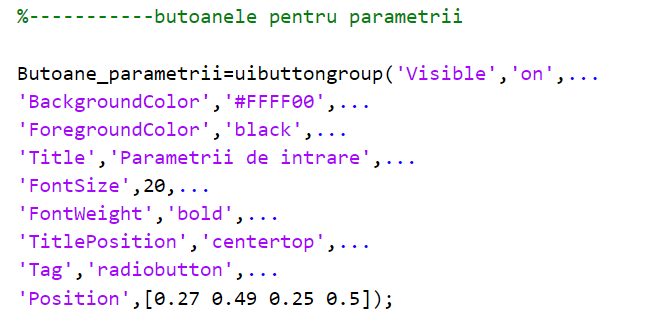 %-----------butoanele pentru parametrii
Butoane_parametrii=uibuttongroup('Visible','on',...
'BackgroundColor','#FFFF00',...
'ForegroundColor','black',...
'Title','Parametrii de intrare',...
'FontSize',20,...
'FontWeight','bold',...
'TitlePosition','centertop',...
'Tag','radiobutton',...
'Position',[0.27 0.49 0.25 0.5]);